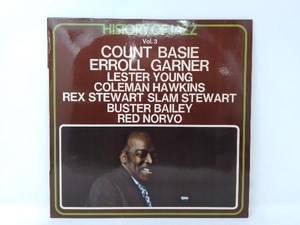 HISTORY OF JAZZ
Vol. 3
COUNT BASIE
ERROLL GARNER
LESTER YOUNG
COLEMAN HAWKINS
REX STEWART SLAM STEWART
BUSTER BAILEY
RED NORVO